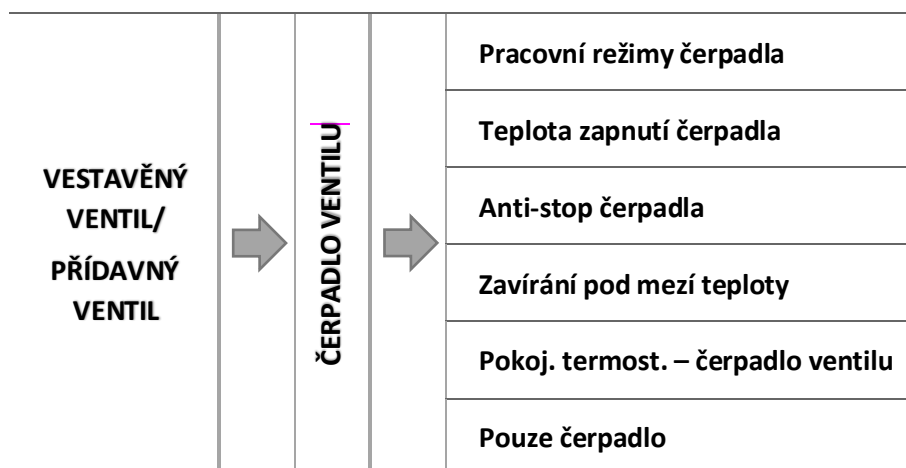 VESTAVĚNÝ
VENTIL/
PŘÍDAVNÝ
VENTIL
ČERPADLO VENTILU
Pracovní režimy čerpadla
Teplota zapnutí čerpadla
Anti-stop čerpadla
Zavírání pod mezí teploty
Pokoj. termost. – čerpadlo ventilu
Pouze čerpadlo